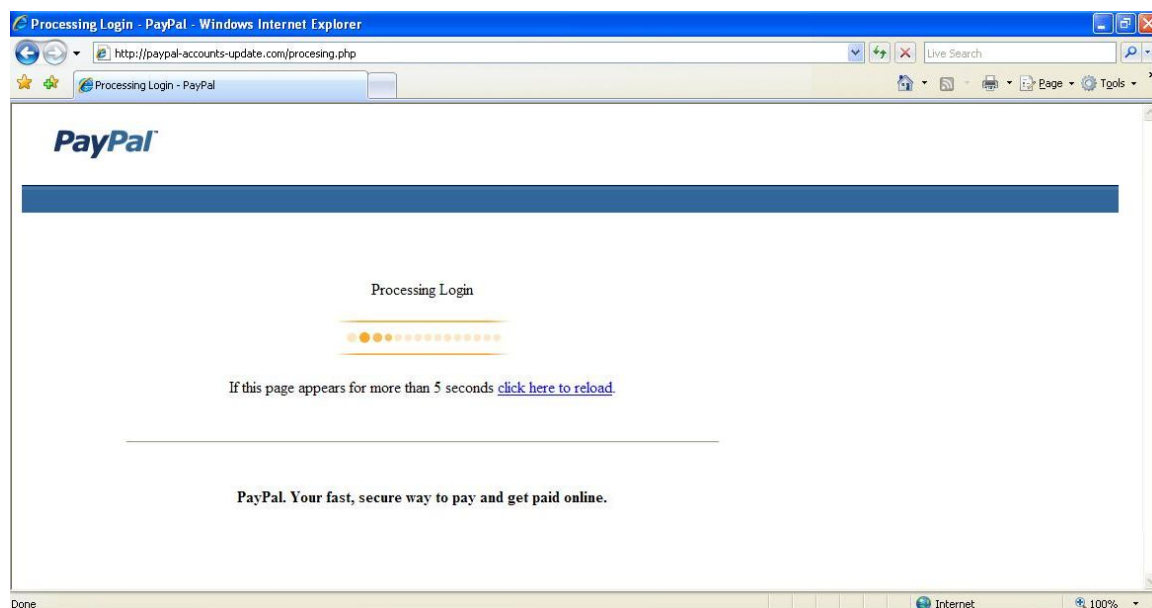 Processing Login - PayPal - Windows Internet Explorer
http://paypal-accounts-update.com/procesing.php
Live Search
Processing Login - PayPal
Page
Tools
PayPal
Processing Login
If this page appears for more than 5 seconds click here to reload.
PayPal. Your fast, secure way to pay and get paid online.
Done
Internet
100%